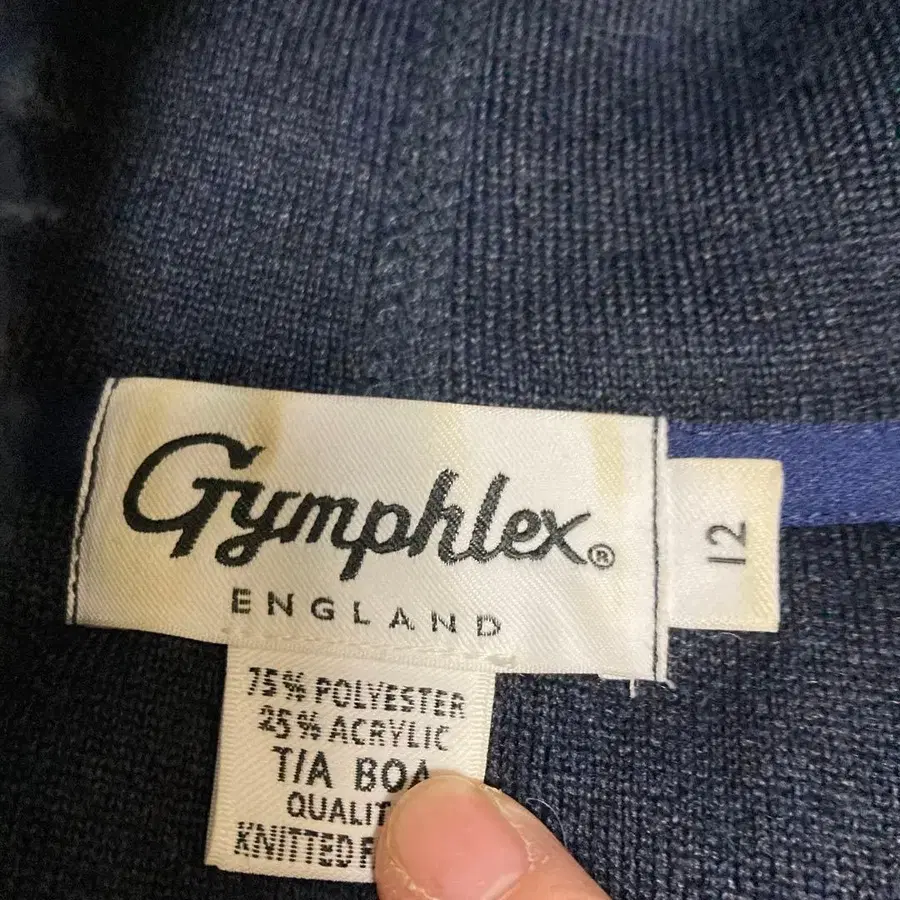 Gymphlex®
ENGLAND
12
75% POLYESTER
25% ACRYLIC
T/A BOA
QUALIT
KNITTED F